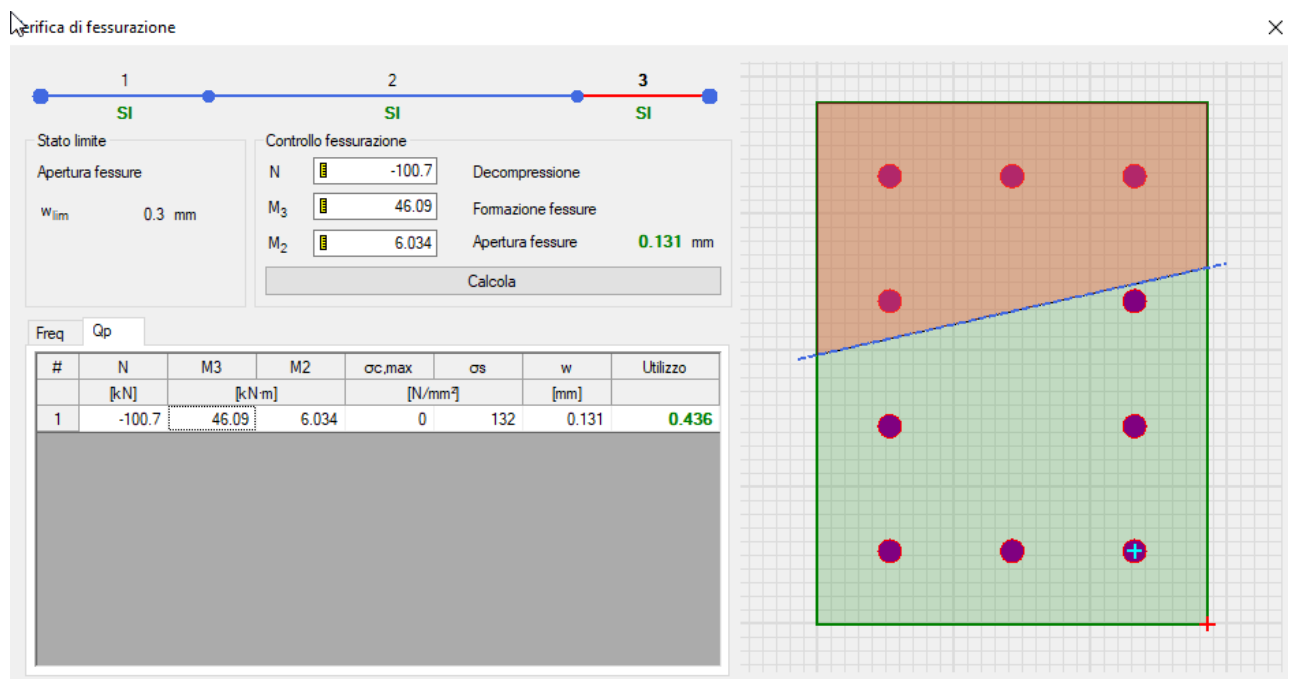 erifica di fessurazione
1 2 3
SI SI SI
Stato limite
Apertura fessure
wlim 0.3 mm
Controllo fessurazione
N -100.7 Decompressione
M3 46.09 Formazione fessure
M2 6.034 Apertura fessure 0.131 mm
Calcola
Freq Qp
# N M3 M2 σc,max σs w Utilizzo
[kN] [kN·m] [N/mm²] [mm]
1 -100.7 46.09 6.034 0 132 0.131 0.436